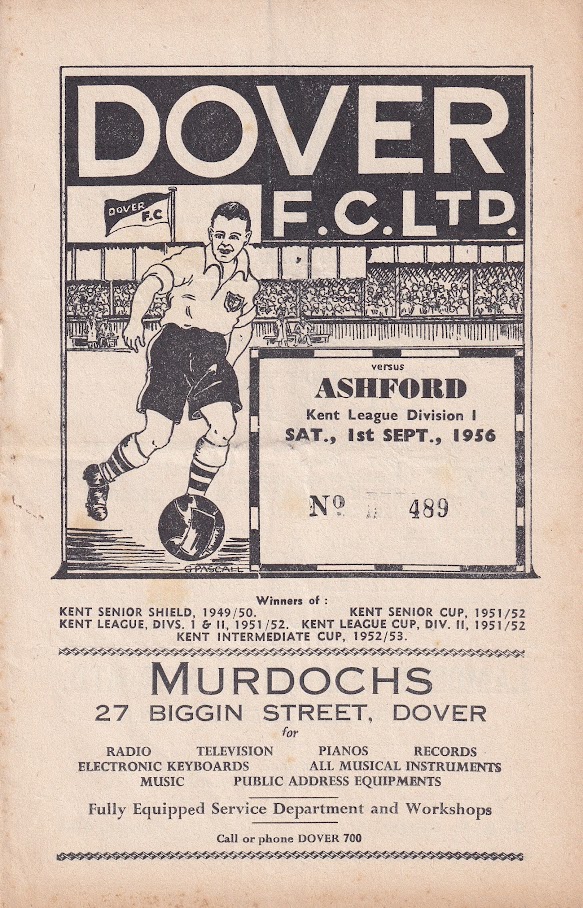 DOVER
F.C. LTD.
DOVER
F.C
versus
ASHFORD
Kent League Division I
SAT., 1st SEPT., 1956
Nº 489
G PASCALL
Winners of :
KENT SENIOR SHIELD, 1949/50. KENT SENIOR CUP, 1951/52
KENT LEAGUE, DIVS. I & II, 1951/52. KENT LEAGUE CUP, DIV. II, 1951/52
KENT INTERMEDIATE CUP, 1952/53.
MURDOCHS
27 BIGGIN STREET, DOVER
for
RADIO TELEVISION PIANOS RECORDS
ELECTRONIC KEYBOARDS ALL MUSICAL INSTRUMENTS
MUSIC PUBLIC ADDRESS EQUIPMENTS
Fully Equipped Service Department and Workshops
Call or phone DOVER 700